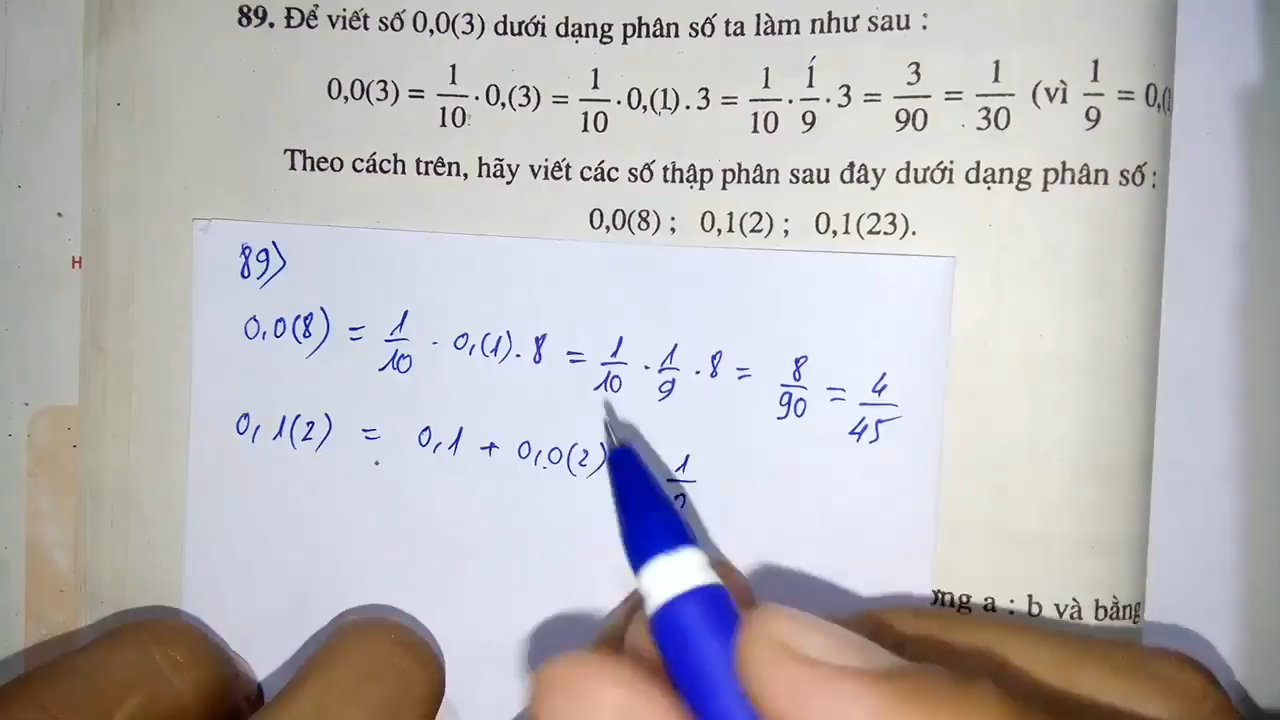 89. Để viết số 0,0(3) dưới dạng phân số ta làm như sau :
0,0(3) = 1/10 . 0,(3) = 1/10 . 0,(1) . 3 = 1/10 . 1/9 . 3 = 3/90 = 1/30 (vì 1/9 = 0,(1
Theo cách trên, hãy viết các số thập phân sau đây dưới dạng phân số :
0,0(8) ; 0,1(2) ; 0,1(23).
H
89)
0,0(8) = 1/10 . 0,(1) . 8 = 1/10 . 1/9 . 8 = 8/90 = 4/45
0,1(2) = 0,1 + 0,0(2) 1
a : b và bằng